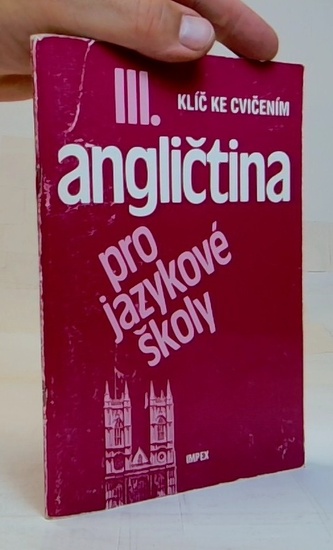 III. KLÍČ KE CVIČENÍM
angličtina
pro
jazykové
školy
IMPEX